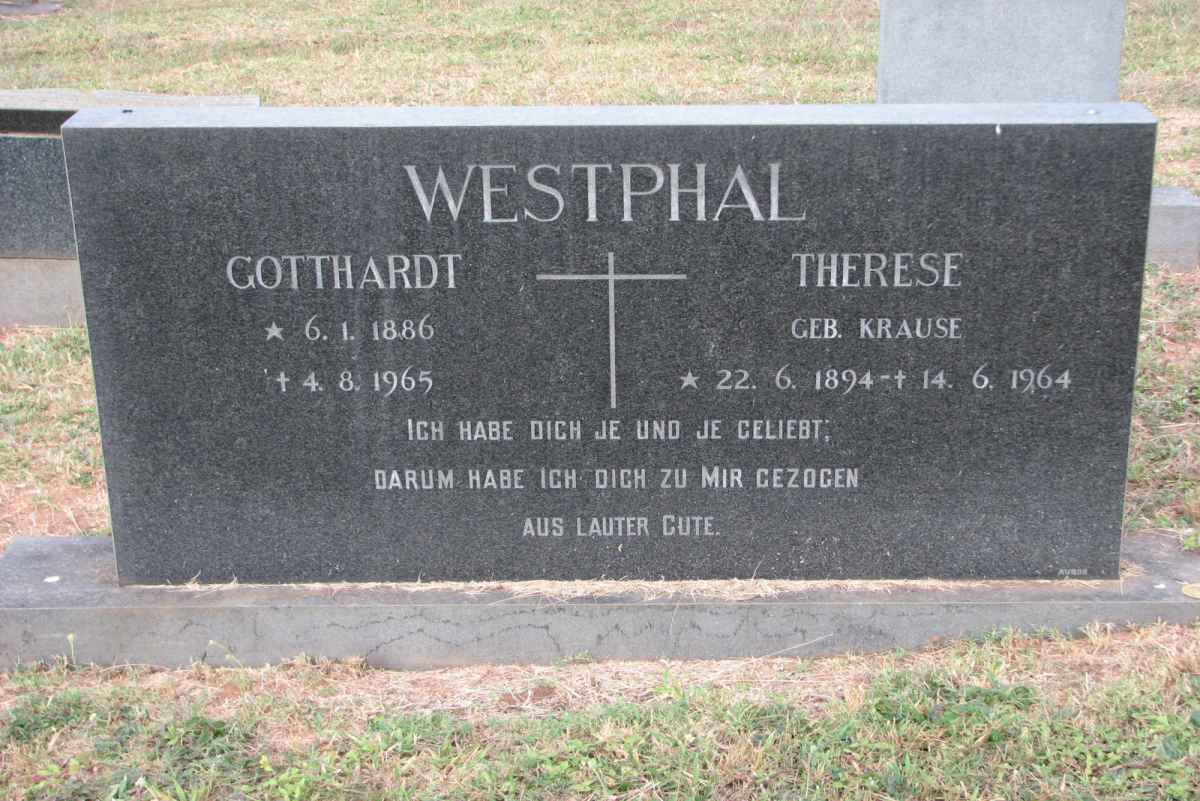 WESTPHAL
GOTTHARDT
★ 6. 1. 1886
✝ 4. 8. 1965
THERESE
GEB. KRAUSE
★ 22. 6. 1894-✝ 14. 6. 1964
ICH HABE DICH JE UND JE GELIEBT;
DARUM HABE ICH DICH ZU MIR GEZOGEN
AUS LAUTER GUTE.